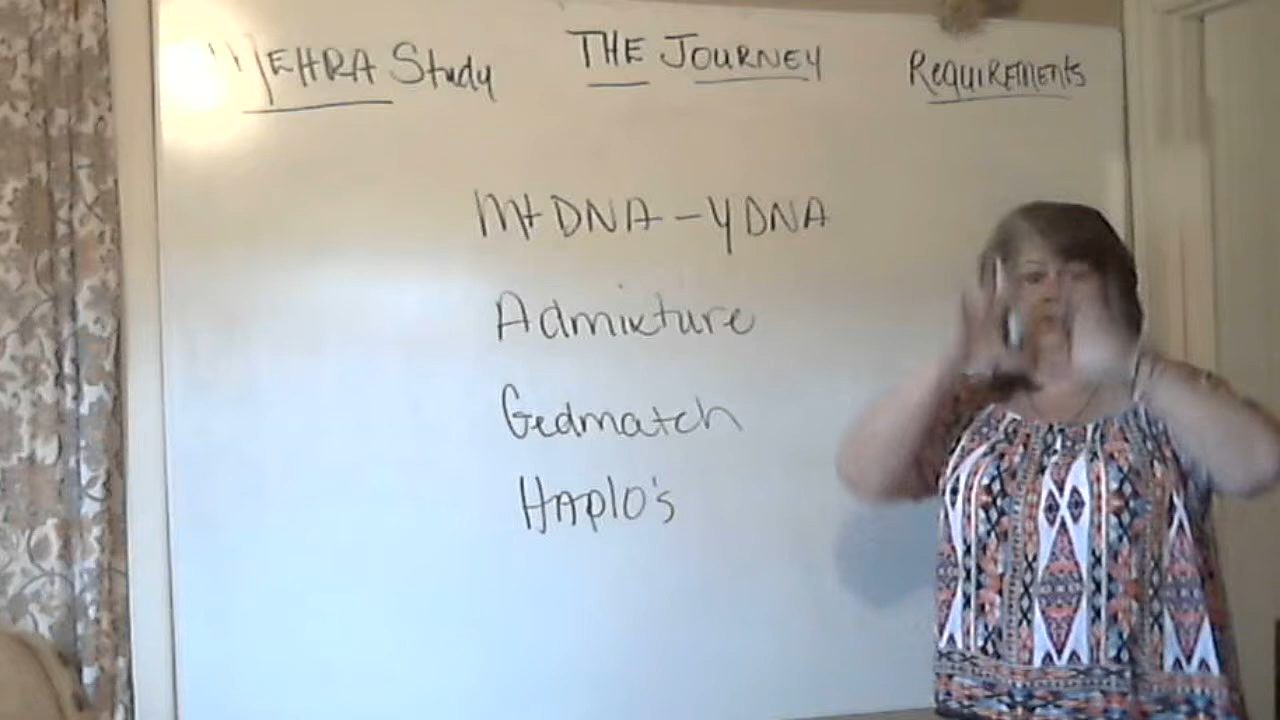 MEHRA Study THE JOURNEY REQUIREMENTS
MtDNA - YDNA
Admixture
Gedmatch
HAplo's